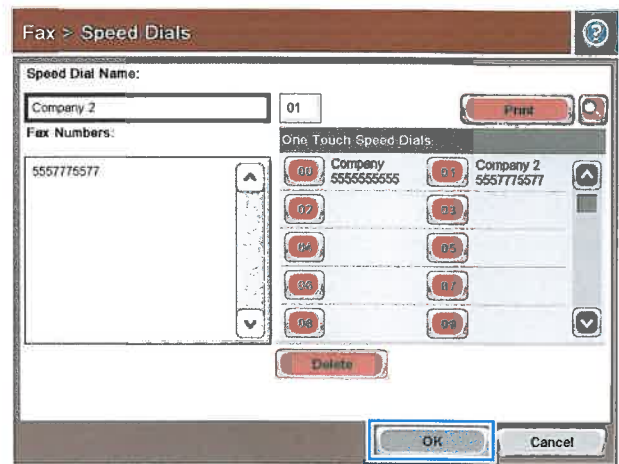 Fax > Speed Dials
Speed Dial Name:
Company 2
01
Print
Fax Numbers:
One Touch Speed Dials
5557775577
00 Company 5555555555
01 Company 2 5557775577
02
03
04
05
06
07
08
09
Delete
OK
Cancel